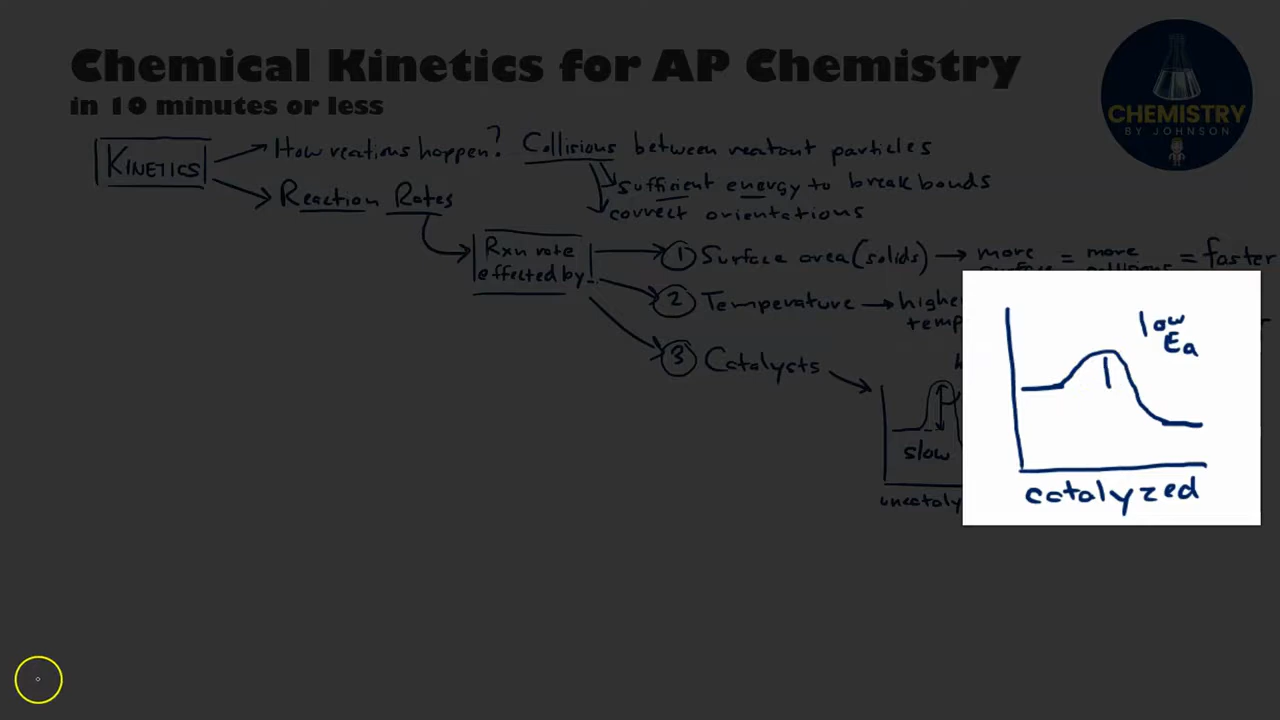 Chemical Kinetics for AP Chemistry
in 10 minutes or less
CHEMISTRY
BY JOHNSON
KINETICS
How reactions happen? Collisions between reactant particles
Sufficient energy to break bonds
correct orientations
Reaction Rates
Rxn rate
effected by...
1 Surface area (solids) → more = more = faster
2 Temperature → higher
temp
3 Catalysts
slow
low
Ea
catalyzed